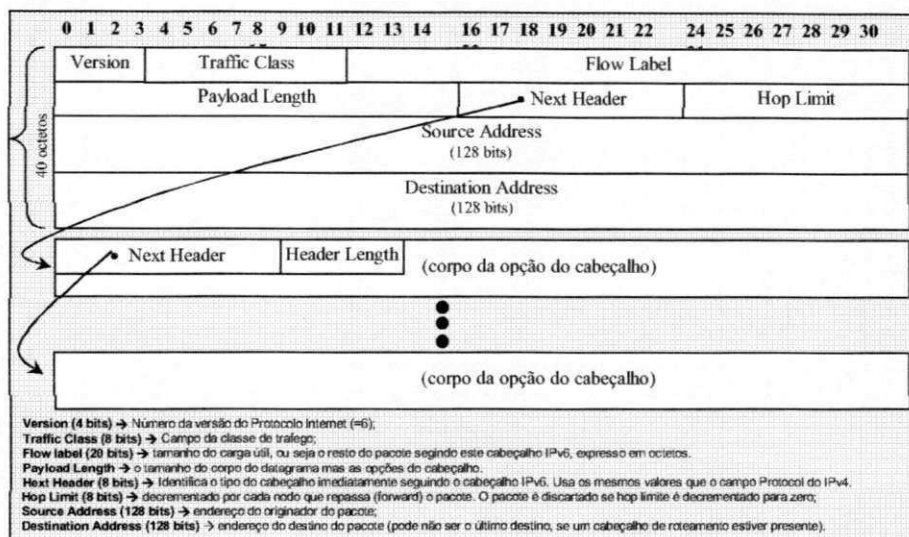 0 1 2 3 4 5 6 7 8 9 10 11 12 13 14 16 17 18 19 20 21 22 24 25 26 27 28 29 30
Version Traffic Class Flow Label
Payload Length Next Header Hop Limit
Source Address
(128 bits)
Destination Address
(128 bits)
40 octetos
Next Header Header Length (corpo da opção do cabeçalho)
(corpo da opção do cabeçalho)
Version (4 bits) → Número da versão do Protocolo Internet (=6);
Traffic Class (8 bits) → Campo da classe de trafego;
Flow label (20 bits) → tamanho do carga útil, ou seja o resto do pacote segindo este cabeçalho IPv6, expresso em octetos.
Payload Length → o tamanho do corpo do datagrama mas as opções do cabeçalho.
Hext Header (8 bits) → Identifica o tipo do cabeçalho imediatamente seguindo o cabeçalho IPv6. Usa os mesmos valores que o campo Protocol do IPv4.
Hop Limit (8 bits) → decrementado por cada nodo que repassa (forward) o pacote. O pacote é discartado se hop limite é decrementado para zero;
Source Address (128 bits) → endereço do originador do pacote;
Destination Address (128 bits) → endereço do destino do pacote (pode não ser o último destino, se um cabeçalho de roteamento estiver presente).